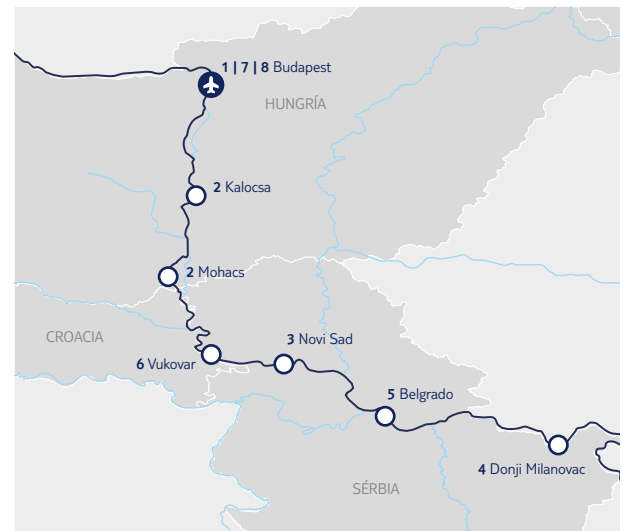 1 | 7 | 8 Budapest
HUNGRÍA
2 Kalocsa
2 Mohacs
CROACIA
3 Novi Sad
6 Vukovar
5 Belgrado
4 Donji Milanovac
SÉRBIA